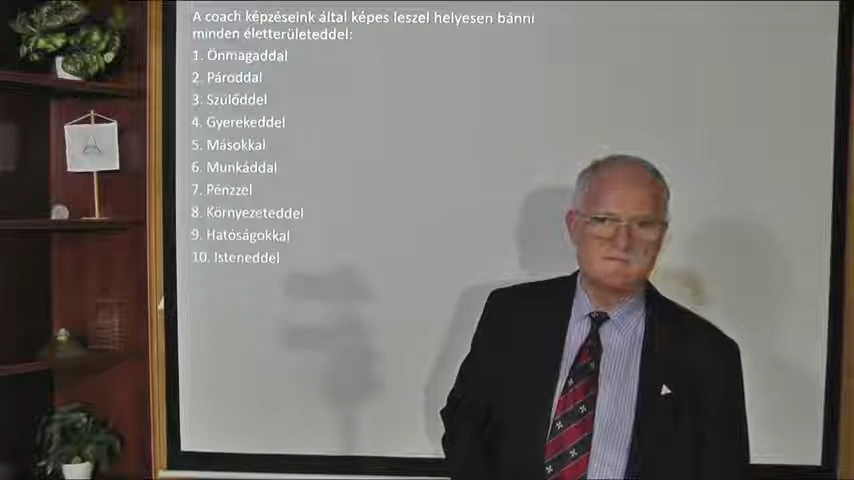 A coach képzéseink által képes leszel helyesen bánni
minden életterületeddel:
1. Önmagaddal
2. Pároddal
3. Szülőddel
4. Gyerekeddel
5. Másokkal
6. Munkáddal
7. Pénzzel
8. Környezeteddel
9. Hatóságokkal
10. Isteneddel